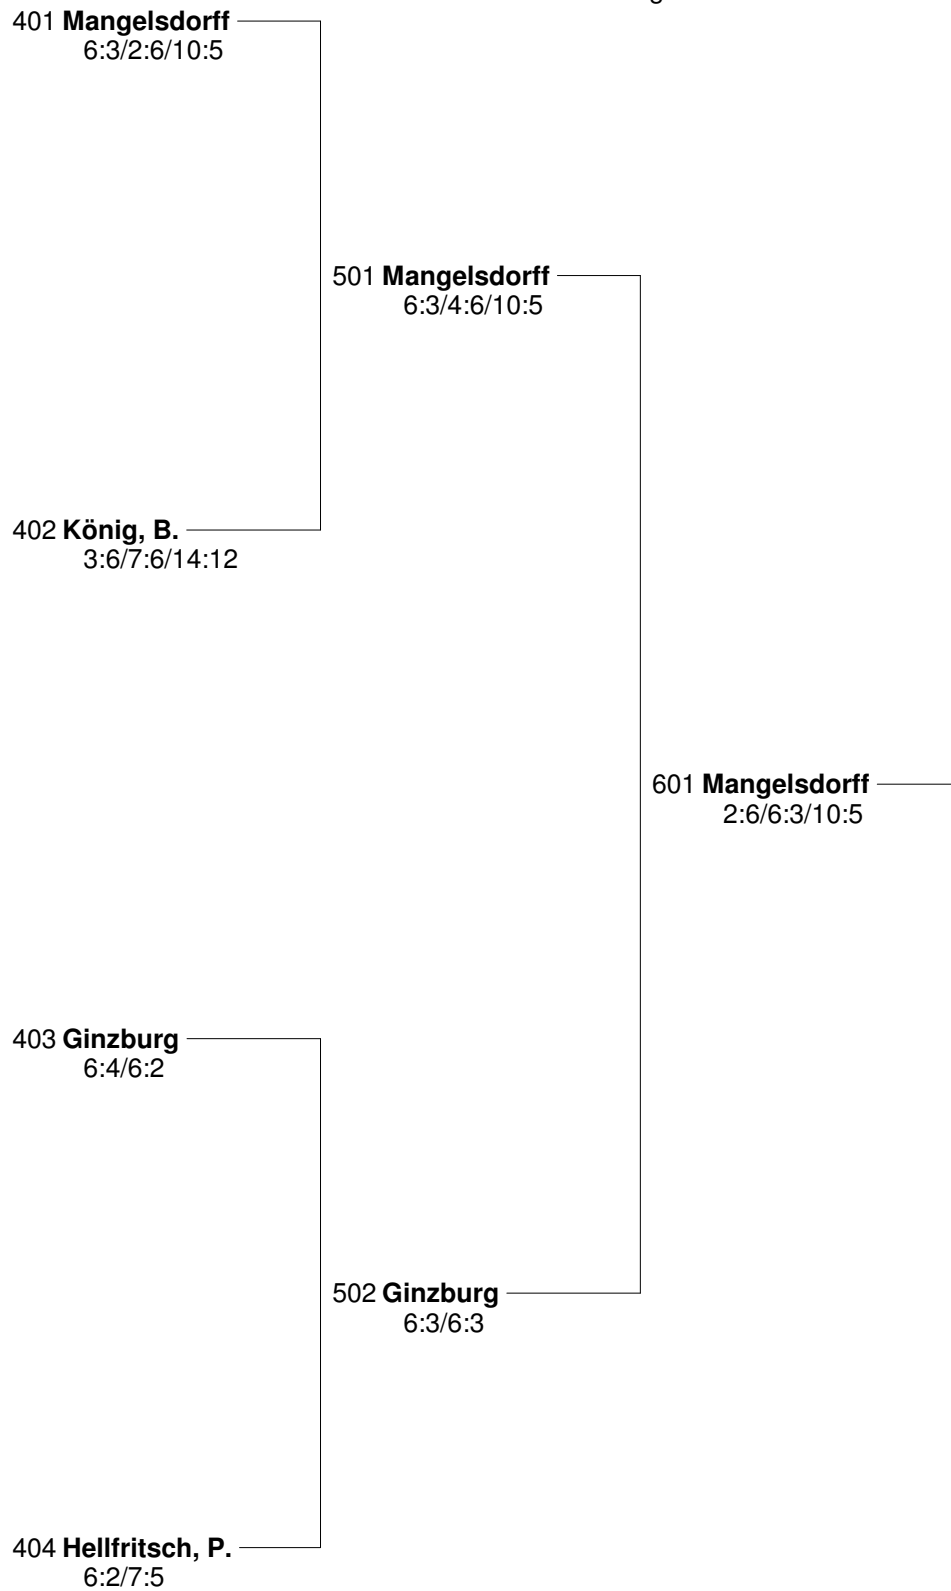 401 Mangelsdorff
6:3/2:6/10:5
501 Mangelsdorff
6:3/4:6/10:5
402 König, B.
3:6/7:6/14:12
601 Mangelsdorff
2:6/6:3/10:5
403 Ginzburg
6:4/6:2
502 Ginzburg
6:3/6:3
404 Hellfritsch, P.
6:2/7:5